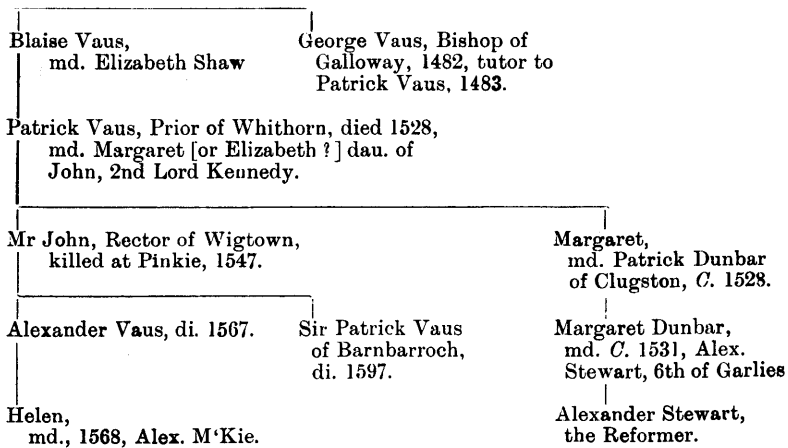 Blaise Vaus,
md. Elizabeth Shaw
George Vaus, Bishop of
Galloway, 1482, tutor to
Patrick Vaus, 1483.
Patrick Vaus, Prior of Whithorn, died 1528,
md. Margaret [or Elizabeth ?] dau. of
John, 2nd Lord Kennedy.
Mr John, Rector of Wigtown,
killed at Pinkie, 1547.
Margaret,
md. Patrick Dunbar
of Clugston, C. 1528.
Alexander Vaus, di. 1567.
Sir Patrick Vaus
of Barnbarroch,
di. 1597.
Margaret Dunbar,
md. C. 1531, Alex.
Stewart, 6th of Garlies
Helen,
md., 1568, Alex. M‘Kie.
Alexander Stewart,
the Reformer.